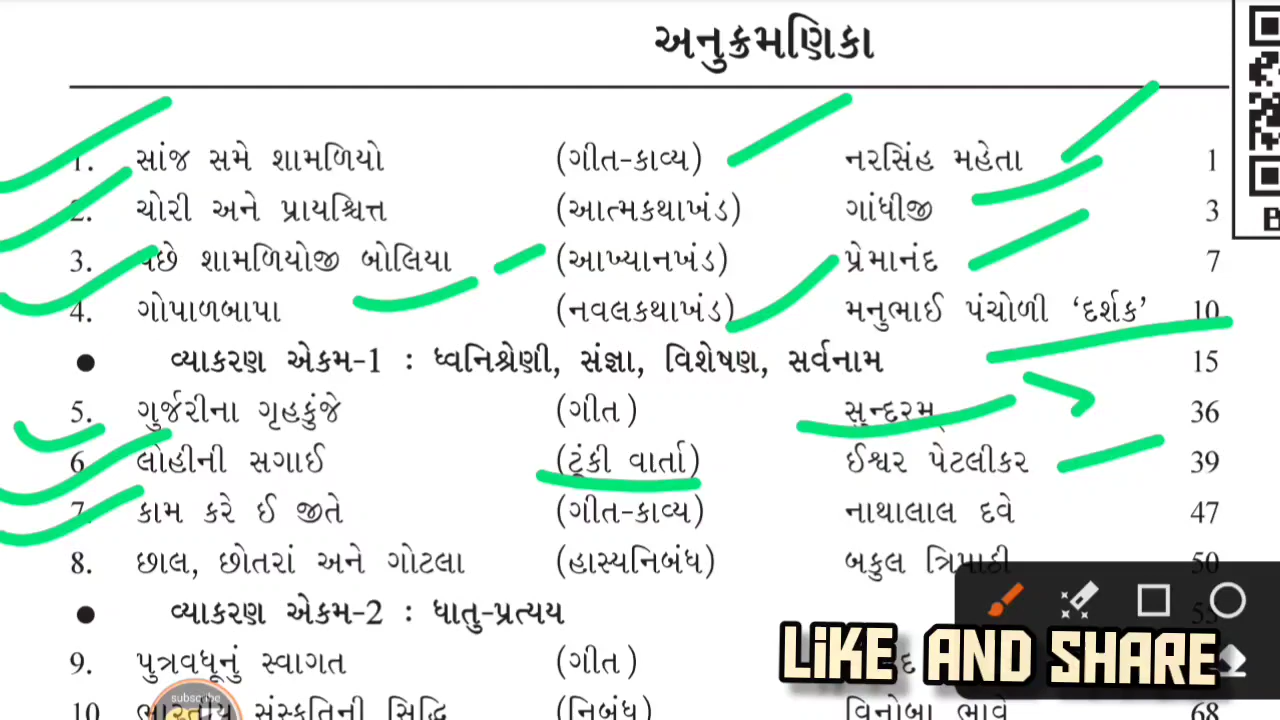 અનુક્રમણિકા
1. સાંજ સમે શામળિયો (ગીત-કાવ્ય) નરસિંહ મહેતા 1
2. ચોરી અને પ્રાયશ્ચિત્ત (આત્મકથાખંડ) ગાંધીજી 3
3. પછે શામળિયોજી બોલિયા (આખ્યાનખંડ) પ્રેમાનંદ 7
4. ગોપાળબાપા (નવલકથાખંડ) મનુભાઈ પંચોળી ‘દર્શક’ 10
● વ્યાકરણ એકમ-1 : ધ્વનિશ્રેણી, સંજ્ઞા, વિશેષણ, સર્વનામ 15
5. ગુર્જરીના ગૃહકુંજે (ગીત) સુન્દરમ્ 36
6 લોહીની સગાઈ (ટૂંકી વાર્તા) ઈશ્વર પેટલીકર 39
7. કામ કરે ઈ જીતે (ગીત-કાવ્ય) નાથાલાલ દવે 47
8. છાલ, છોતરાં અને ગોટલા (હાસ્યનિબંધ) બકુલ ત્રિપાઠી 50
● વ્યાકરણ એકમ-2 : ધાતુ-પ્રત્યય
LIKE AND SHARE
9. પુત્રવધૂનું સ્વાગત (ગીત)
subscribe
10 ભારતીય સંસ્કૃતિની સિદ્ધિ (નિબંધ) વિનોબા ભાવે 68